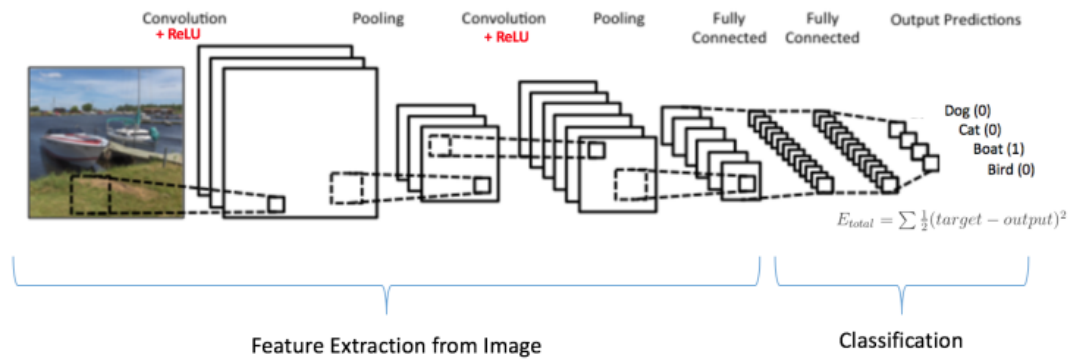 Convolution
+ ReLU
Pooling
Convolution
+ ReLU
Pooling
Fully
Connected
Fully
Connected
Output Predictions
Dog (0)
Cat (0)
Boat (1)
Bird (0)
E_total = ∑ ½(target − output)²
Feature Extraction from Image
Classification